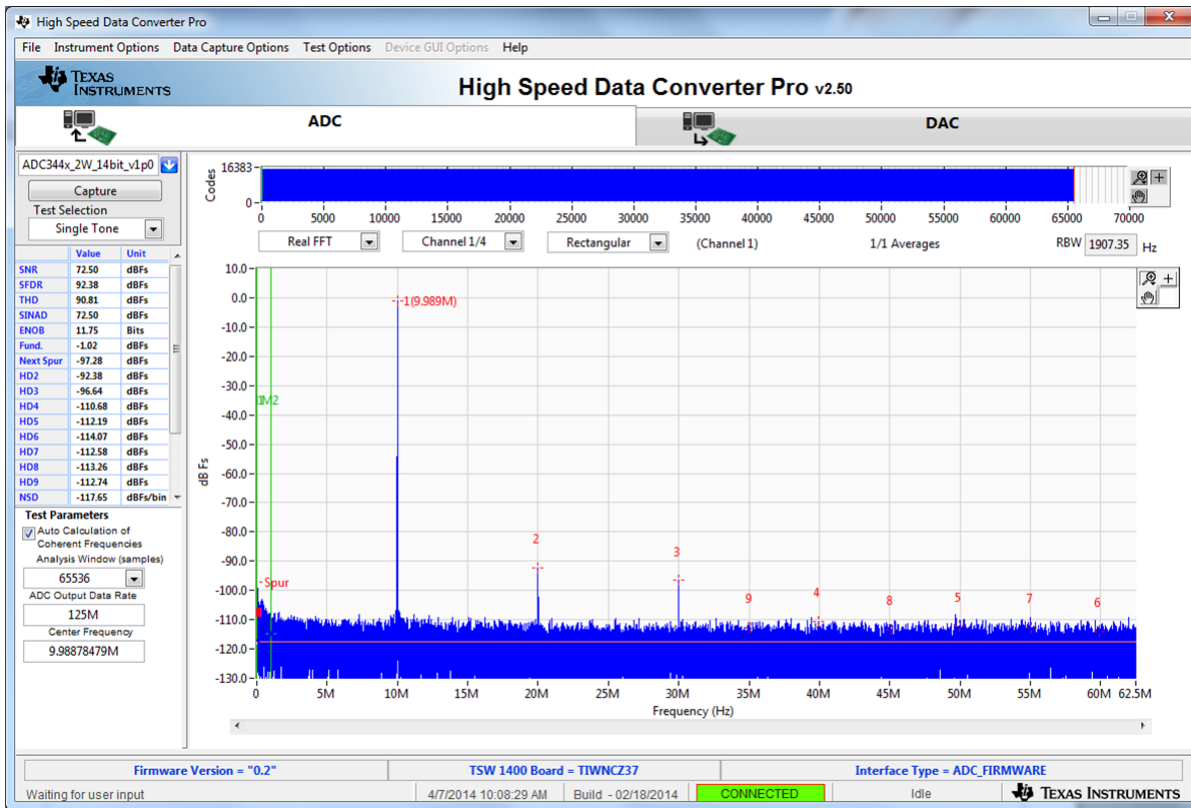 High Speed Data Converter Pro
File Instrument Options Data Capture Options Test Options Device GUI Options Help
TEXAS INSTRUMENTS
High Speed Data Converter Pro v2.50
ADC
DAC
ADC344x_2W_14bit_v1p0
Capture
Test Selection
Single Tone
Value Unit
SNR 72.50 dBFs
SFDR 92.38 dBFs
THD 90.81 dBFs
SINAD 72.50 dBFs
ENOB 11.75 Bits
Fund. -1.02 dBFs
Next Spur -97.28 dBFs
HD2 -92.38 dBFs
HD3 -96.64 dBFs
HD4 -110.68 dBFs
HD5 -112.19 dBFs
HD6 -114.07 dBFs
HD7 -112.58 dBFs
HD8 -113.26 dBFs
HD9 -112.74 dBFs
NSD -117.65 dBFs/bin
Test Parameters
Auto Calculation of
Coherent Frequencies
Analysis Window (samples)
65536
ADC Output Data Rate
125M
Center Frequency
9.98878479M
Codes
16383
0
0 5000 10000 15000 20000 25000 30000 35000 40000 45000 50000 55000 60000 65000 70000
Real FFT Channel 1/4 Rectangular (Channel 1) 1/1 Averages RBW 1907.35 Hz
dB Fs
10.0
0.0
-10.0
-20.0
-30.0
-40.0
-50.0
-60.0
-70.0
-80.0
-90.0
-100.0
-110.0
-120.0
-130.0
1(9.989M)
M2
2
3
Spur
9
4
8
5
7
6
0 5M 10M 15M 20M 25M 30M 35M 40M 45M 50M 55M 60M 62.5M
Frequency (Hz)
Firmware Version = "0.2" TSW 1400 Board = TIWNCZ37 Interface Type = ADC_FIRMWARE
Waiting for user input 4/7/2014 10:08:29 AM Build - 02/18/2014 CONNECTED Idle TEXAS INSTRUMENTS